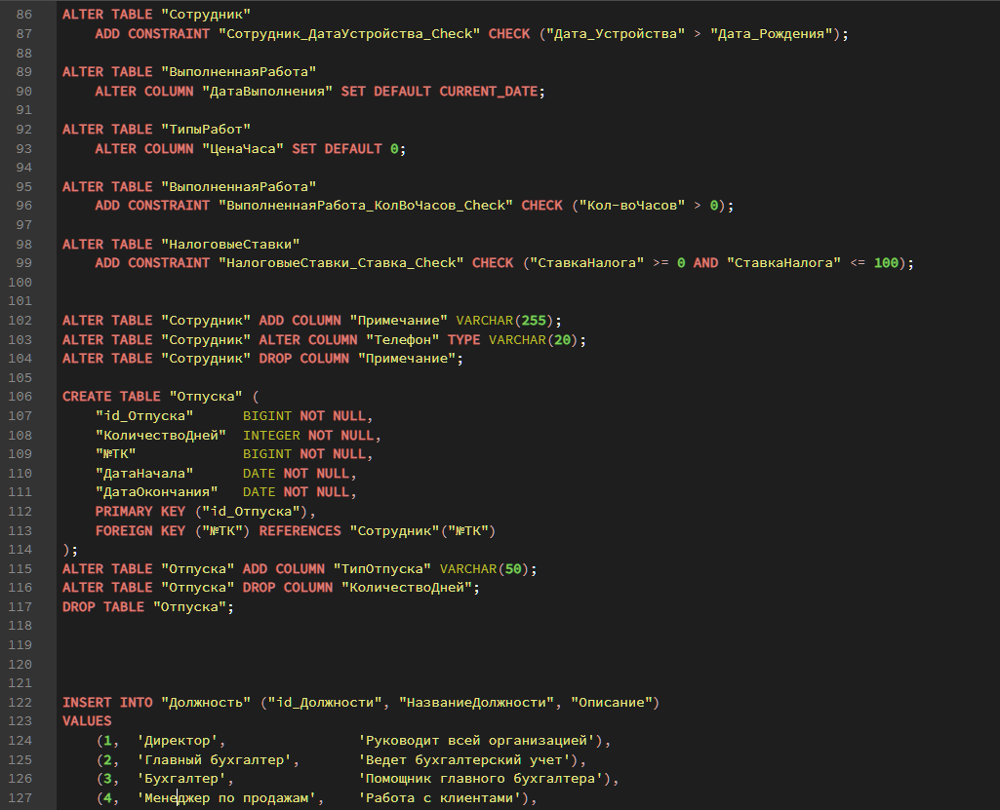 86 ALTER TABLE "Сотрудник"
87 ADD CONSTRAINT "Сотрудник_ДатаУстройства_Check" CHECK ("Дата_Устройства" > "Дата_Рождения");
88
89 ALTER TABLE "ВыполненнаяРабота"
90 ALTER COLUMN "ДатаВыполнения" SET DEFAULT CURRENT_DATE;
91
92 ALTER TABLE "ТипыРабот"
93 ALTER COLUMN "ЦенаЧаса" SET DEFAULT 0;
94
95 ALTER TABLE "ВыполненнаяРабота"
96 ADD CONSTRAINT "ВыполненнаяРабота_КолВоЧасов_Check" CHECK ("Кол-воЧасов" > 0);
97
98 ALTER TABLE "НалоговыеСтавки"
99 ADD CONSTRAINT "НалоговыеСтавки_Ставка_Check" CHECK ("СтавкаНалога" >= 0 AND "СтавкаНалога" <= 100);
100
101
102 ALTER TABLE "Сотрудник" ADD COLUMN "Примечание" VARCHAR(255);
103 ALTER TABLE "Сотрудник" ALTER COLUMN "Телефон" TYPE VARCHAR(20);
104 ALTER TABLE "Сотрудник" DROP COLUMN "Примечание";
105
106 CREATE TABLE "Отпуска" (
107 "id_Отпуска" BIGINT NOT NULL,
108 "КоличествоДней" INTEGER NOT NULL,
109 "№ТК" BIGINT NOT NULL,
110 "ДатаНачала" DATE NOT NULL,
111 "ДатаОкончания" DATE NOT NULL,
112 PRIMARY KEY ("id_Отпуска"),
113 FOREIGN KEY ("№ТК") REFERENCES "Сотрудник"("№ТК")
114 );
115 ALTER TABLE "Отпуска" ADD COLUMN "ТипОтпуска" VARCHAR(50);
116 ALTER TABLE "Отпуска" DROP COLUMN "КоличествоДней";
117 DROP TABLE "Отпуска";
118
119
120
121
122 INSERT INTO "Должность" ("id_Должности", "НазваниеДолжности", "Описание")
123 VALUES
124 (1, 'Директор', 'Руководит всей организацией'),
125 (2, 'Главный бухгалтер', 'Ведет бухгалтерский учет'),
126 (3, 'Бухгалтер', 'Помощник главного бухгалтера'),
127 (4, 'Менеджер по продажам', 'Работа с клиентами'),